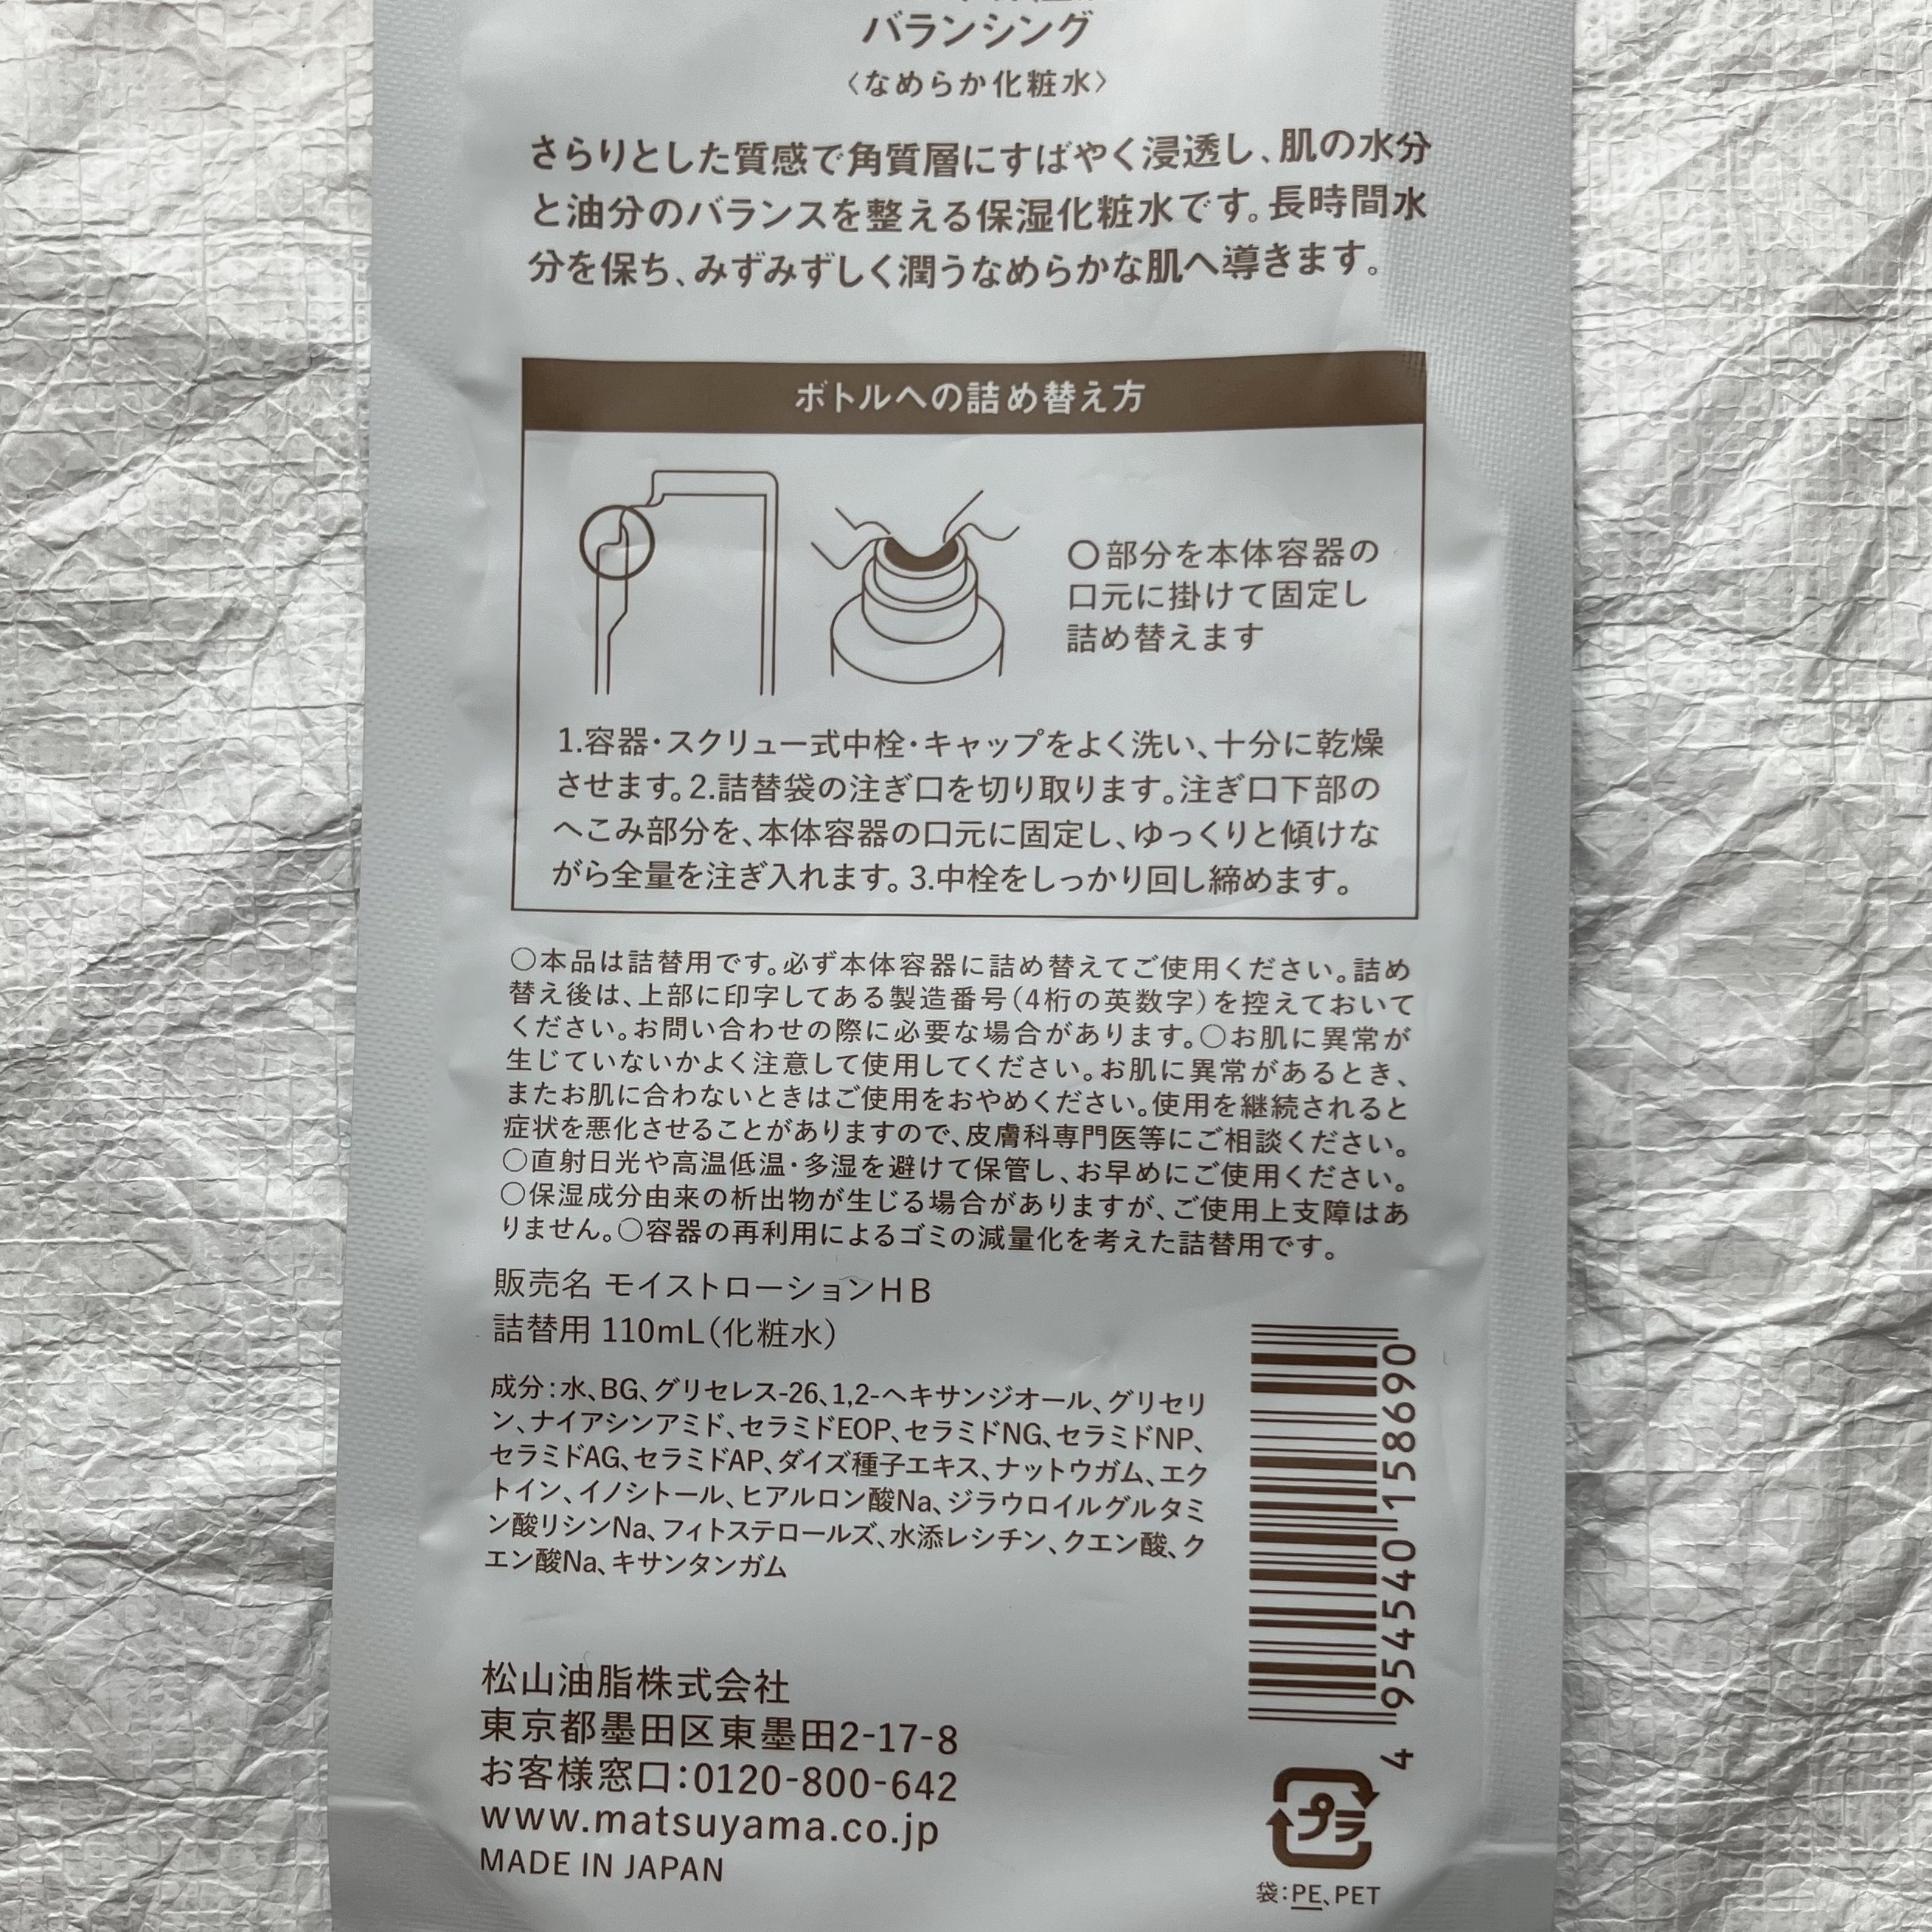 バランシング
〈なめらか化粧水〉
さらりとした質感で角質層にすばやく浸透し、肌の水分
と油分のバランスを整える保湿化粧水です。長時間水
分を保ち、みずみずしく潤うなめらかな肌へ導きます。
ボトルへの詰め替え方
〇部分を本体容器の
口元に掛けて固定し
詰め替えます
1.容器・スクリュー式中栓・キャップをよく洗い、十分に乾燥
させます。2.詰替袋の注ぎ口を切り取ります。注ぎ口下部の
へこみ部分を、本体容器の口元に固定し、ゆっくりと傾けな
がら全量を注ぎ入れます。3.中栓をしっかり回し締めます。
〇本品は詰替用です。必ず本体容器に詰め替えてご使用ください。詰め
替え後は、上部に印字してある製造番号(4桁の英数字)を控えておいて
ください。お問い合わせの際に必要な場合があります。〇お肌に異常が
生じていないかよく注意して使用してください。お肌に異常があるとき、
またお肌に合わないときはご使用をおやめください。使用を継続されると
症状を悪化させることがありますので、皮膚科専門医等にご相談ください。
〇直射日光や高温低温・多湿を避けて保管し、お早めにご使用ください。
〇保湿成分由来の析出物が生じる場合がありますが、ご使用上支障はあ
りません。〇容器の再利用によるゴミの減量化を考えた詰替用です。
販売名 モイストローションHB
詰替用 110mL(化粧水)
成分:水、BG、グリセレス-26、1,2-ヘキサンジオール、グリセリ
ン、ナイアシンアミド、セラミドEOP、セラミドNG、セラミドNP、
セラミドAG、セラミドAP、ダイズ種子エキス、ナットウガム、エク
トイン、イノシトール、ヒアルロン酸Na、ジラウロイルグルタミ
ン酸リシンNa、フィトステロールズ、水添レシチン、クエン酸、ク
エン酸Na、キサンタンガム
松山油脂株式会社
東京都墨田区東墨田2-17-8
お客様窓口:0120-800-642
www.matsuyama.co.jp
MADE IN JAPAN
4 954540 158690
プラ
袋:PE、PET